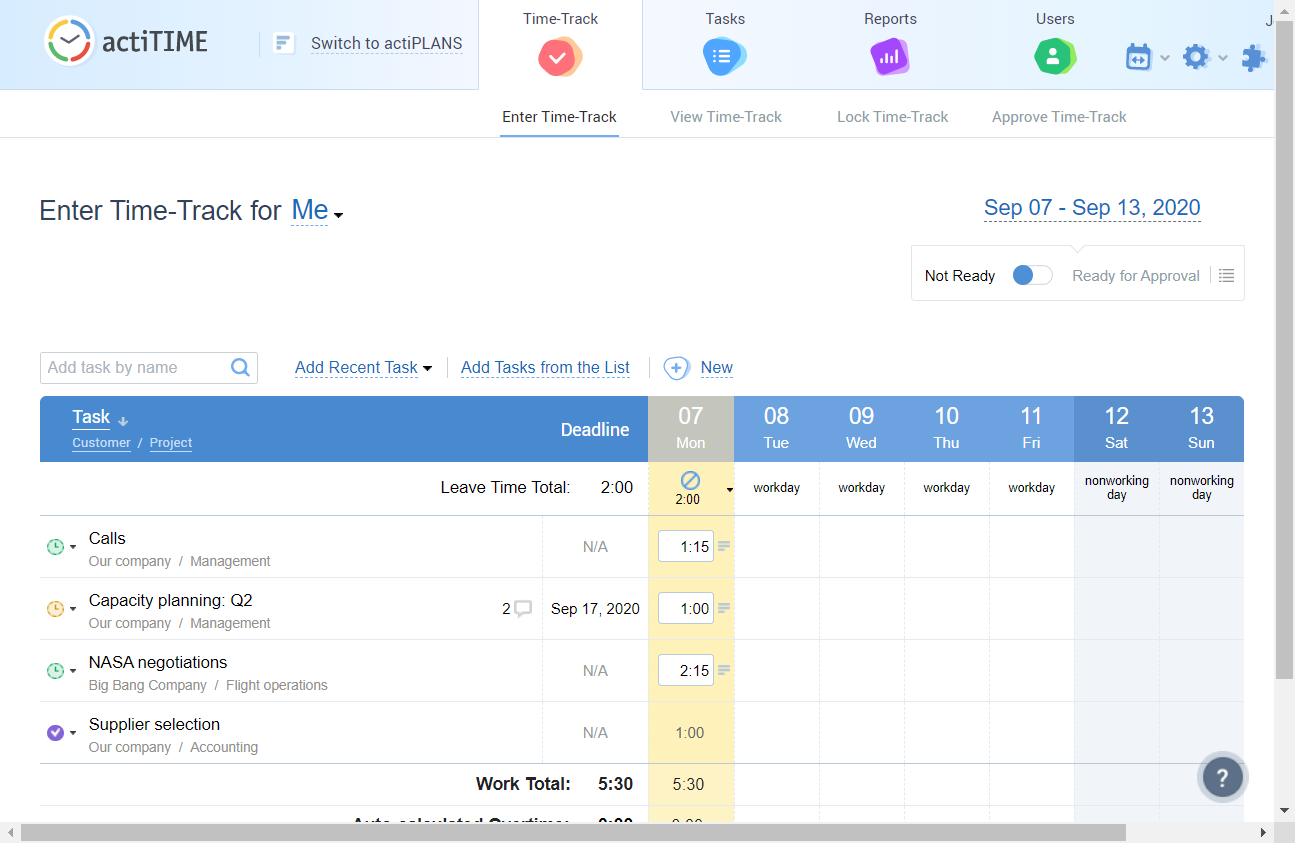 actiTIME
Switch to actiPLANS
Time-Track
Tasks
Reports
Users
Enter Time-Track
View Time-Track
Lock Time-Track
Approve Time-Track
Enter Time-Track for Me
Sep 07 - Sep 13, 2020
Not Ready
Ready for Approval
Add task by name
Add Recent Task
Add Tasks from the List
New
Task
Customer / Project
Deadline
07 Mon
08 Tue
09 Wed
10 Thu
11 Fri
12 Sat
13 Sun
Leave Time Total: 2:00
2:00
workday
workday
workday
workday
nonworking
day
nonworking
day
Calls
Our company / Management
N/A
1:15
Capacity planning: Q2
Our company / Management
2
Sep 17, 2020
1:00
NASA negotiations
Big Bang Company / Flight operations
N/A
2:15
Supplier selection
Our company / Accounting
N/A
1:00
Work Total: 5:30
5:30
?